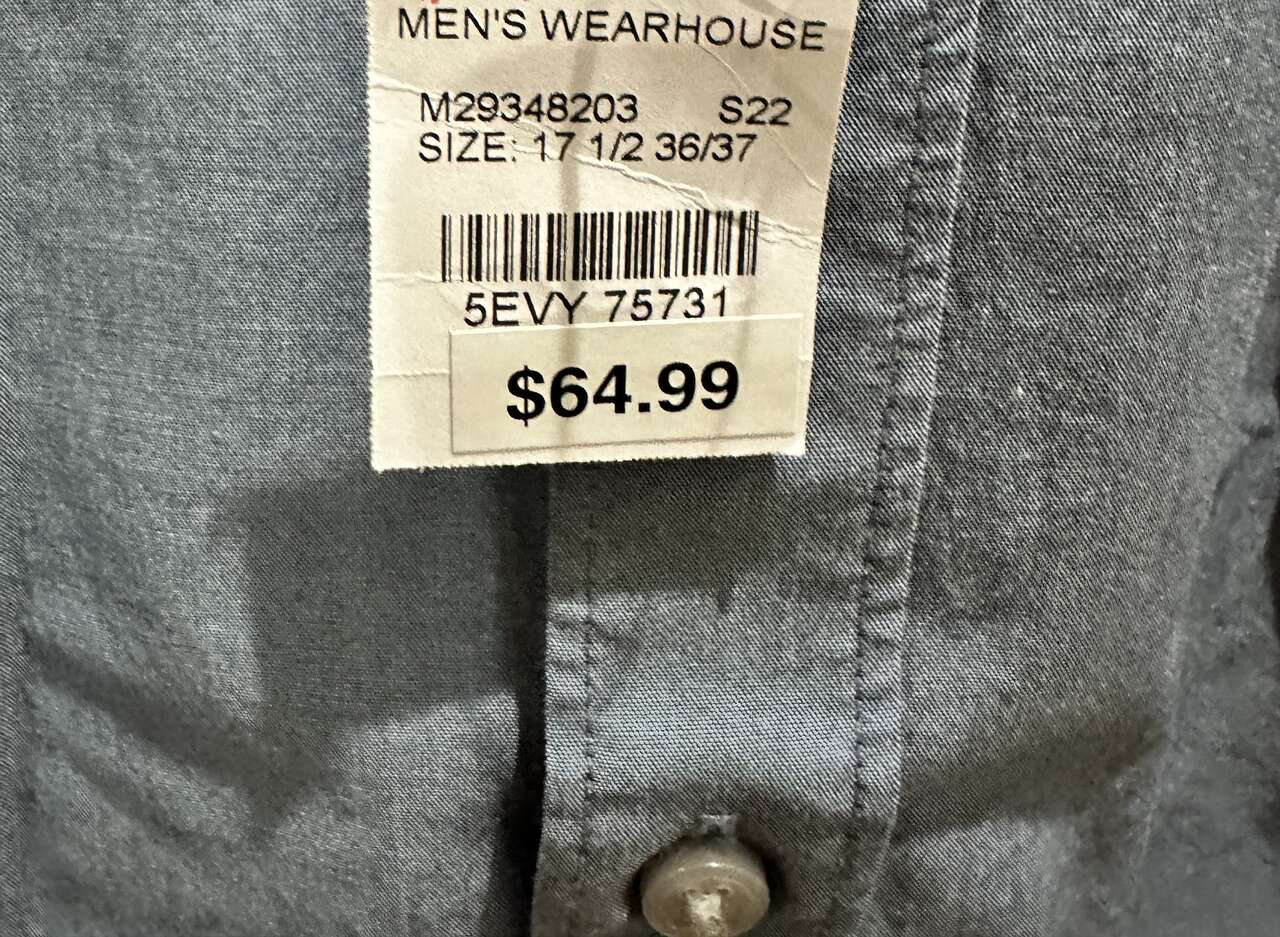 MEN'S WEARHOUSE
M29348203 S22
SIZE: 17 1/2 36/37
5EVY 75731
$64.99